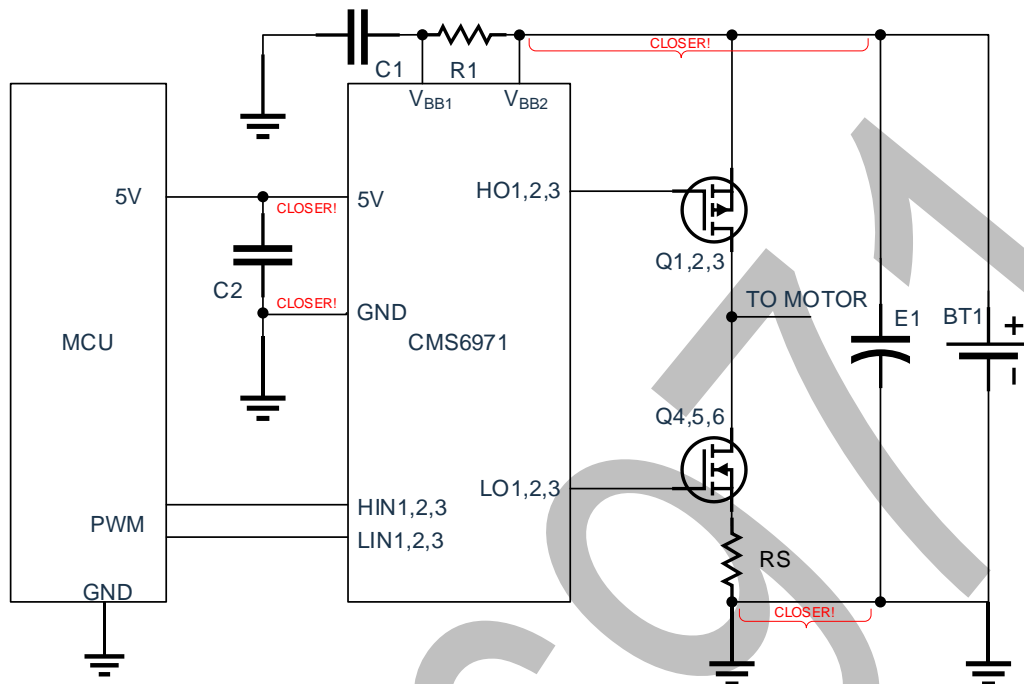 CLOSER!
C1
R1
VBB1
VBB2
5V
CLOSER!
5V
HO1,2,3
Q1,2,3
C2
CLOSER!
GND
TO MOTOR
E1
BT1
+
MCU
CMS6971
-
Q4,5,6
LO1,2,3
HIN1,2,3
PWM
LIN1,2,3
RS
GND
CLOSER!